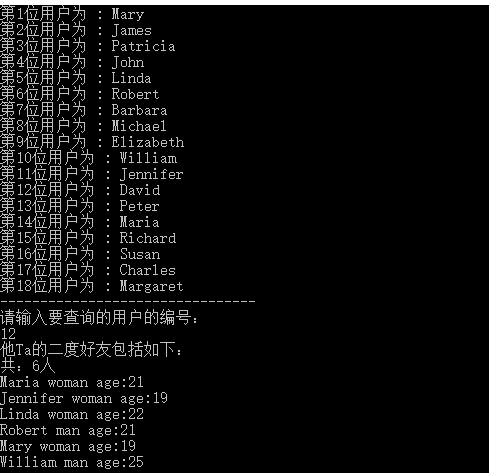 第1位用户为 : Mary
第2位用户为 : James
第3位用户为 : Patricia
第4位用户为 : John
第5位用户为 : Linda
第6位用户为 : Robert
第7位用户为 : Barbara
第8位用户为 : Michael
第9位用户为 : Elizabeth
第10位用户为 : William
第11位用户为 : Jennifer
第12位用户为 : David
第13位用户为 : Peter
第14位用户为 : Maria
第15位用户为 : Richard
第16位用户为 : Susan
第17位用户为 : Charles
第18位用户为 : Margaret
--------------------------------
请输入要查询的用户的编号：
12
他Ta的二度好友包括如下：
共：6人
Maria woman age:21
Jennifer woman age:19
Linda woman age:22
Robert man age:21
Mary woman age:19
William man age:25